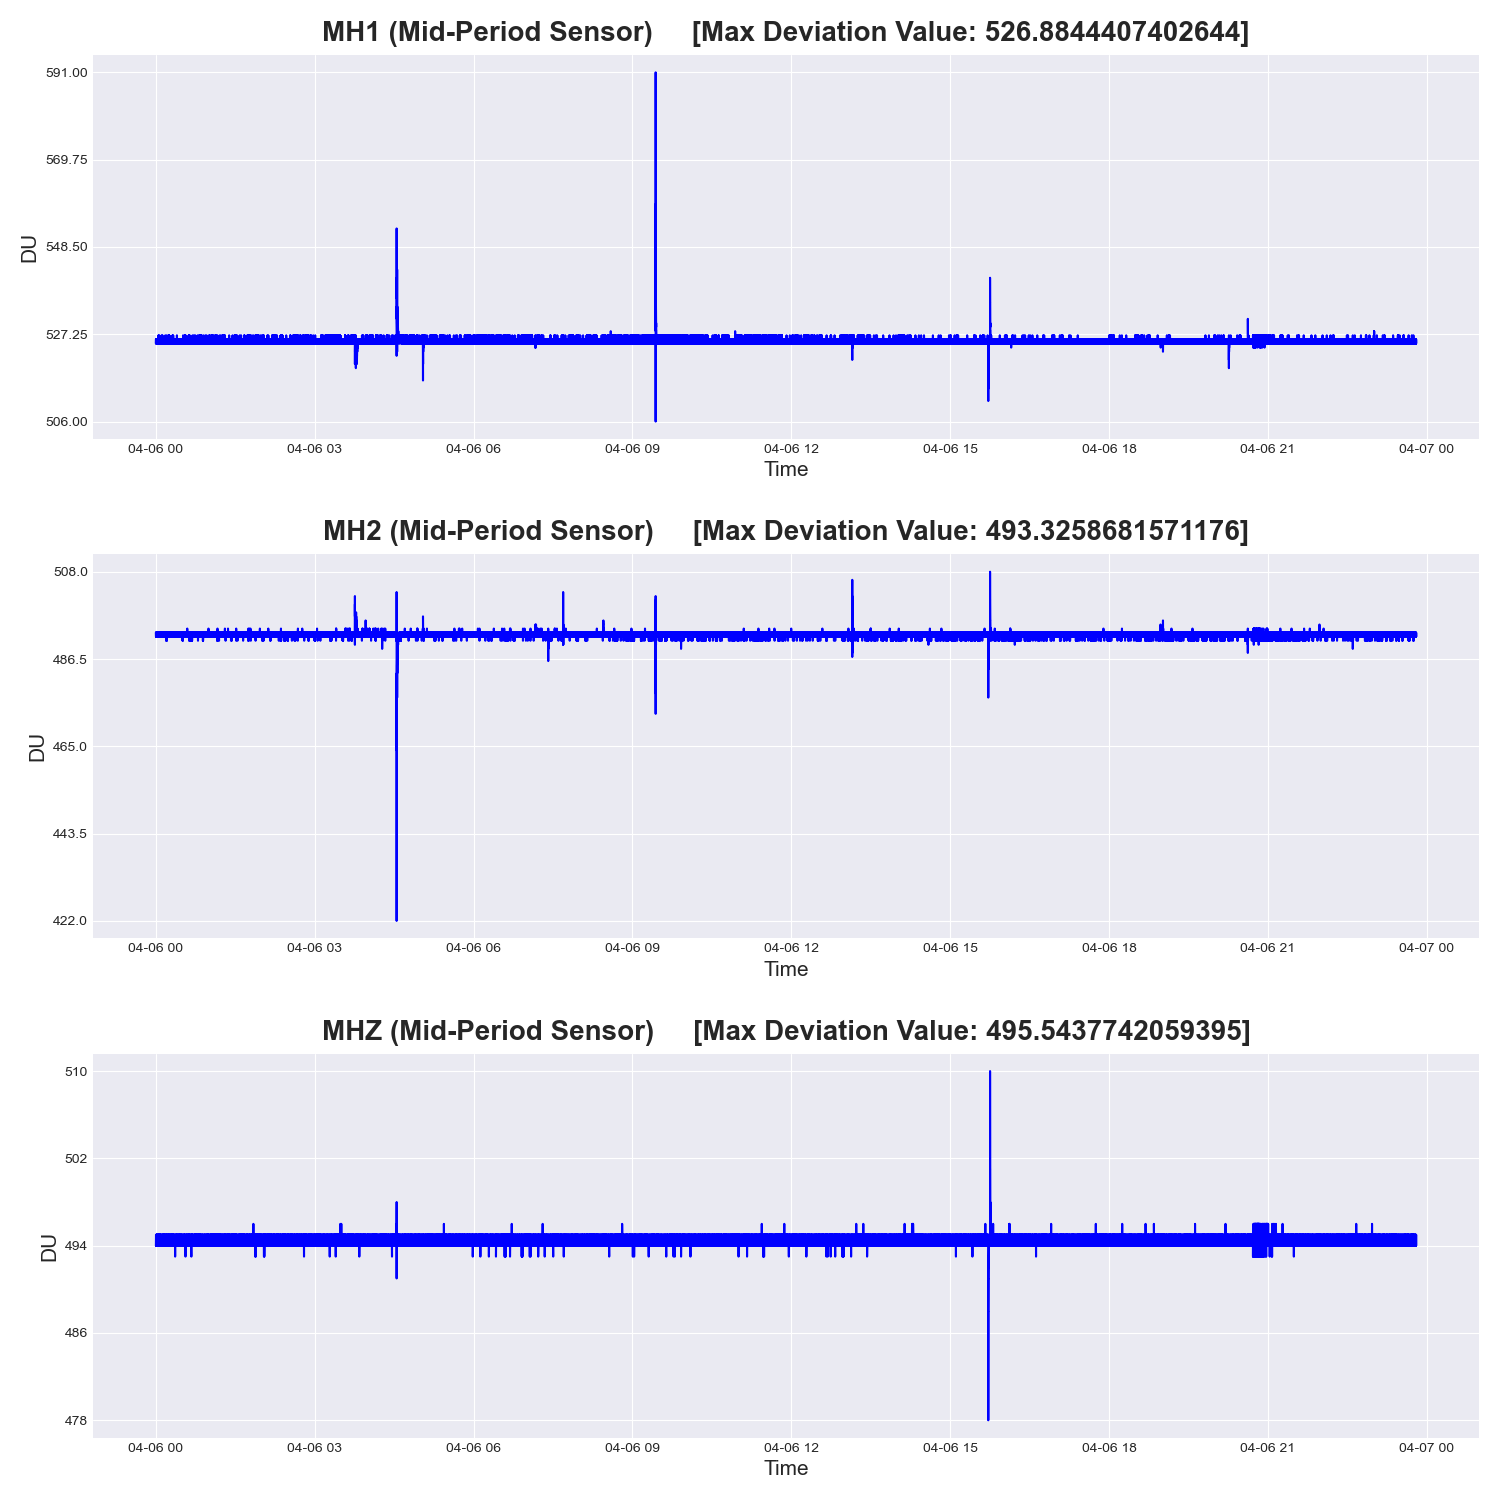 MH1 (Mid-Period Sensor) [Max Deviation Value: 526.8844407402644]
591.00
569.75
548.50
527.25
506.00
DU
04-06 00 04-06 03 04-06 06 04-06 09 04-06 12 04-06 15 04-06 18 04-06 21 04-07 00
Time
MH2 (Mid-Period Sensor) [Max Deviation Value: 493.3258681571176]
508.0
486.5
465.0
443.5
422.0
DU
04-06 00 04-06 03 04-06 06 04-06 09 04-06 12 04-06 15 04-06 18 04-06 21 04-07 00
Time
MHZ (Mid-Period Sensor) [Max Deviation Value: 495.5437742059395]
510
502
494
486
478
DU
04-06 00 04-06 03 04-06 06 04-06 09 04-06 12 04-06 15 04-06 18 04-06 21 04-07 00
Time